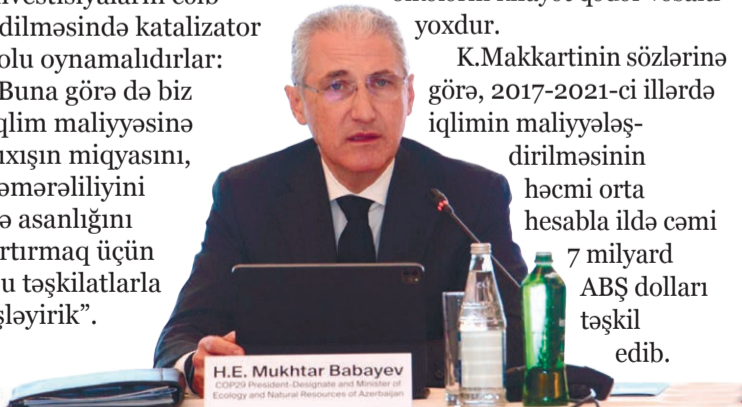 dilməsində katalizator
olu oynamalıdırlar:
Buna görə də biz
qlim maliyyəsinə
ıxışın miqyasını,
əmərəliliyini
ə asanlığını
rtırmaq üçün
u təşkilatlarla
şləyirik”.
yoxdur.
K.Makkartinin sözlərinə
görə, 2017-2021-ci illərdə
iqlimin maliyyələş-
dirilməsinin
həcmi orta
hesabla ildə cəmi
7 milyard
ABŞ dolları
təşkil
edib.
H.E. Mukhtar Babayev
COP29 President-Designate and Minister of
Ecology and Natural Resources of Azerbaijan